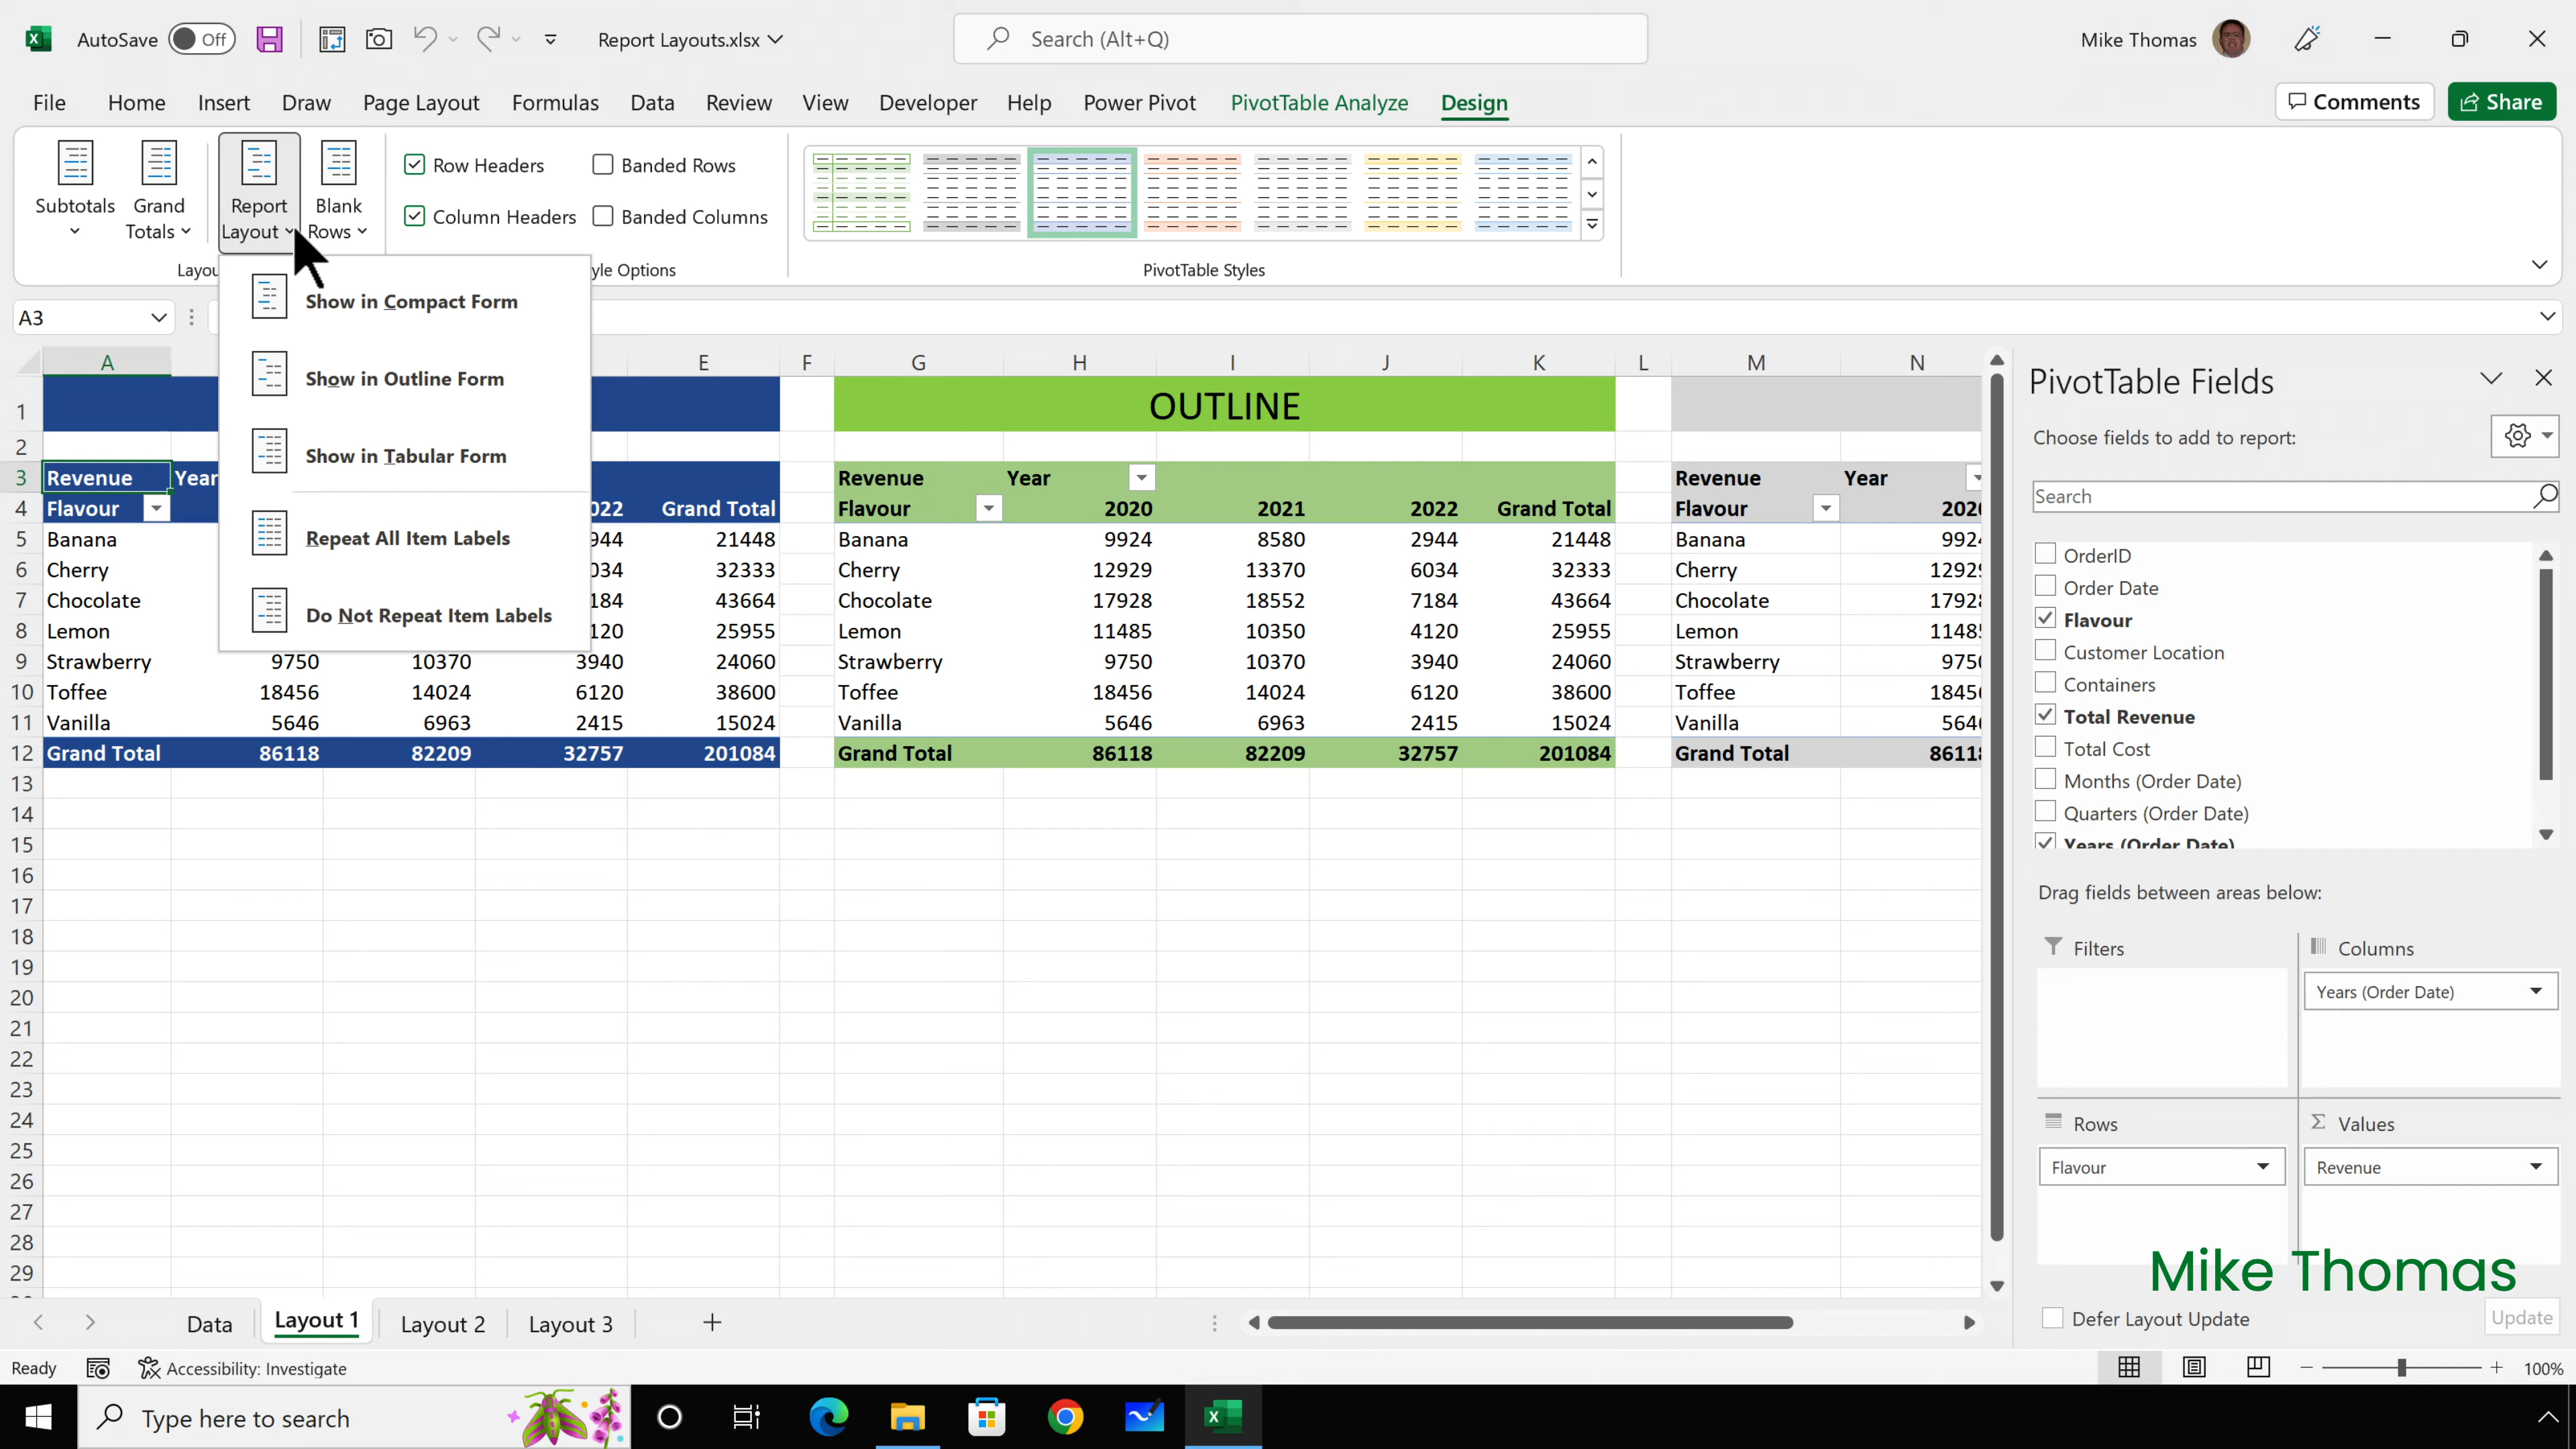 AutoSave Off Report Layouts.xlsx Search (Alt+Q) Mike Thomas
File Home Insert Draw Page Layout Formulas Data Review View Developer Help Power Pivot PivotTable Analyze Design Comments Share
Subtotals Grand Totals Report Layout Blank Rows
Row Headers Banded Rows
Column Headers Banded Columns
PivotTable Styles
yle Options
Show in Compact Form
Show in Outline Form
Show in Tabular Form
Repeat All Item Labels
Do Not Repeat Item Labels
A3
A E F G H I J K L M N
1 OUTLINE
2
3 Revenue Year Revenue Year Revenue Year
4 Flavour 022 Grand Total Flavour 2020 2021 2022 Grand Total Flavour 2020
5 Banana 944 21448 Banana 9924 8580 2944 21448 Banana 9924
6 Cherry 034 32333 Cherry 12929 13370 6034 32333 Cherry 12929
7 Chocolate 184 43664 Chocolate 17928 18552 7184 43664 Chocolate 17928
8 Lemon 120 25955 Lemon 11485 10350 4120 25955 Lemon 11485
9 Strawberry 9750 10370 3940 24060 Strawberry 9750 10370 3940 24060 Strawberry 9750
10 Toffee 18456 14024 6120 38600 Toffee 18456 14024 6120 38600 Toffee 18456
11 Vanilla 5646 6963 2415 15024 Vanilla 5646 6963 2415 15024 Vanilla 5646
12 Grand Total 86118 82209 32757 201084 Grand Total 86118 82209 32757 201084 Grand Total 86118
13
14
15
16
17
18
19
20
21
22
23
24
25
26
27
28
29
PivotTable Fields
Choose fields to add to report:
Search
OrderID
Order Date
Flavour
Customer Location
Containers
Total Revenue
Total Cost
Months (Order Date)
Quarters (Order Date)
Years (Order Date)
Drag fields between areas below:
Filters Columns
Years (Order Date)
Rows Values
Flavour Revenue
Mike Thomas
Defer Layout Update Update
Data Layout 1 Layout 2 Layout 3
Ready Accessibility: Investigate 100%
Type here to search